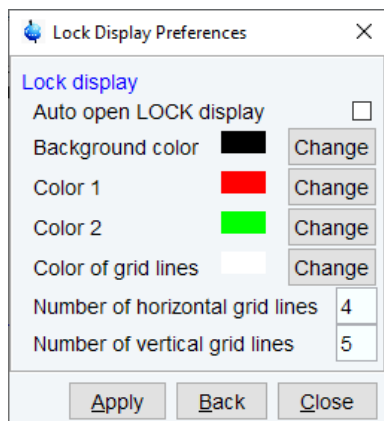 Lock Display Preferences
Lock display
Auto open LOCK display
Background color Change
Color 1 Change
Color 2 Change
Color of grid lines Change
Number of horizontal grid lines 4
Number of vertical grid lines 5
Apply Back Close